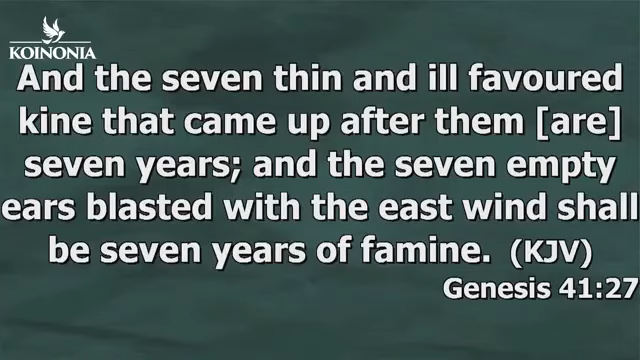 KOINONIA
And the seven thin and ill favoured
kine that came up after them [are]
seven years; and the seven empty
ears blasted with the east wind shall
be seven years of famine. (KJV)
Genesis 41:27